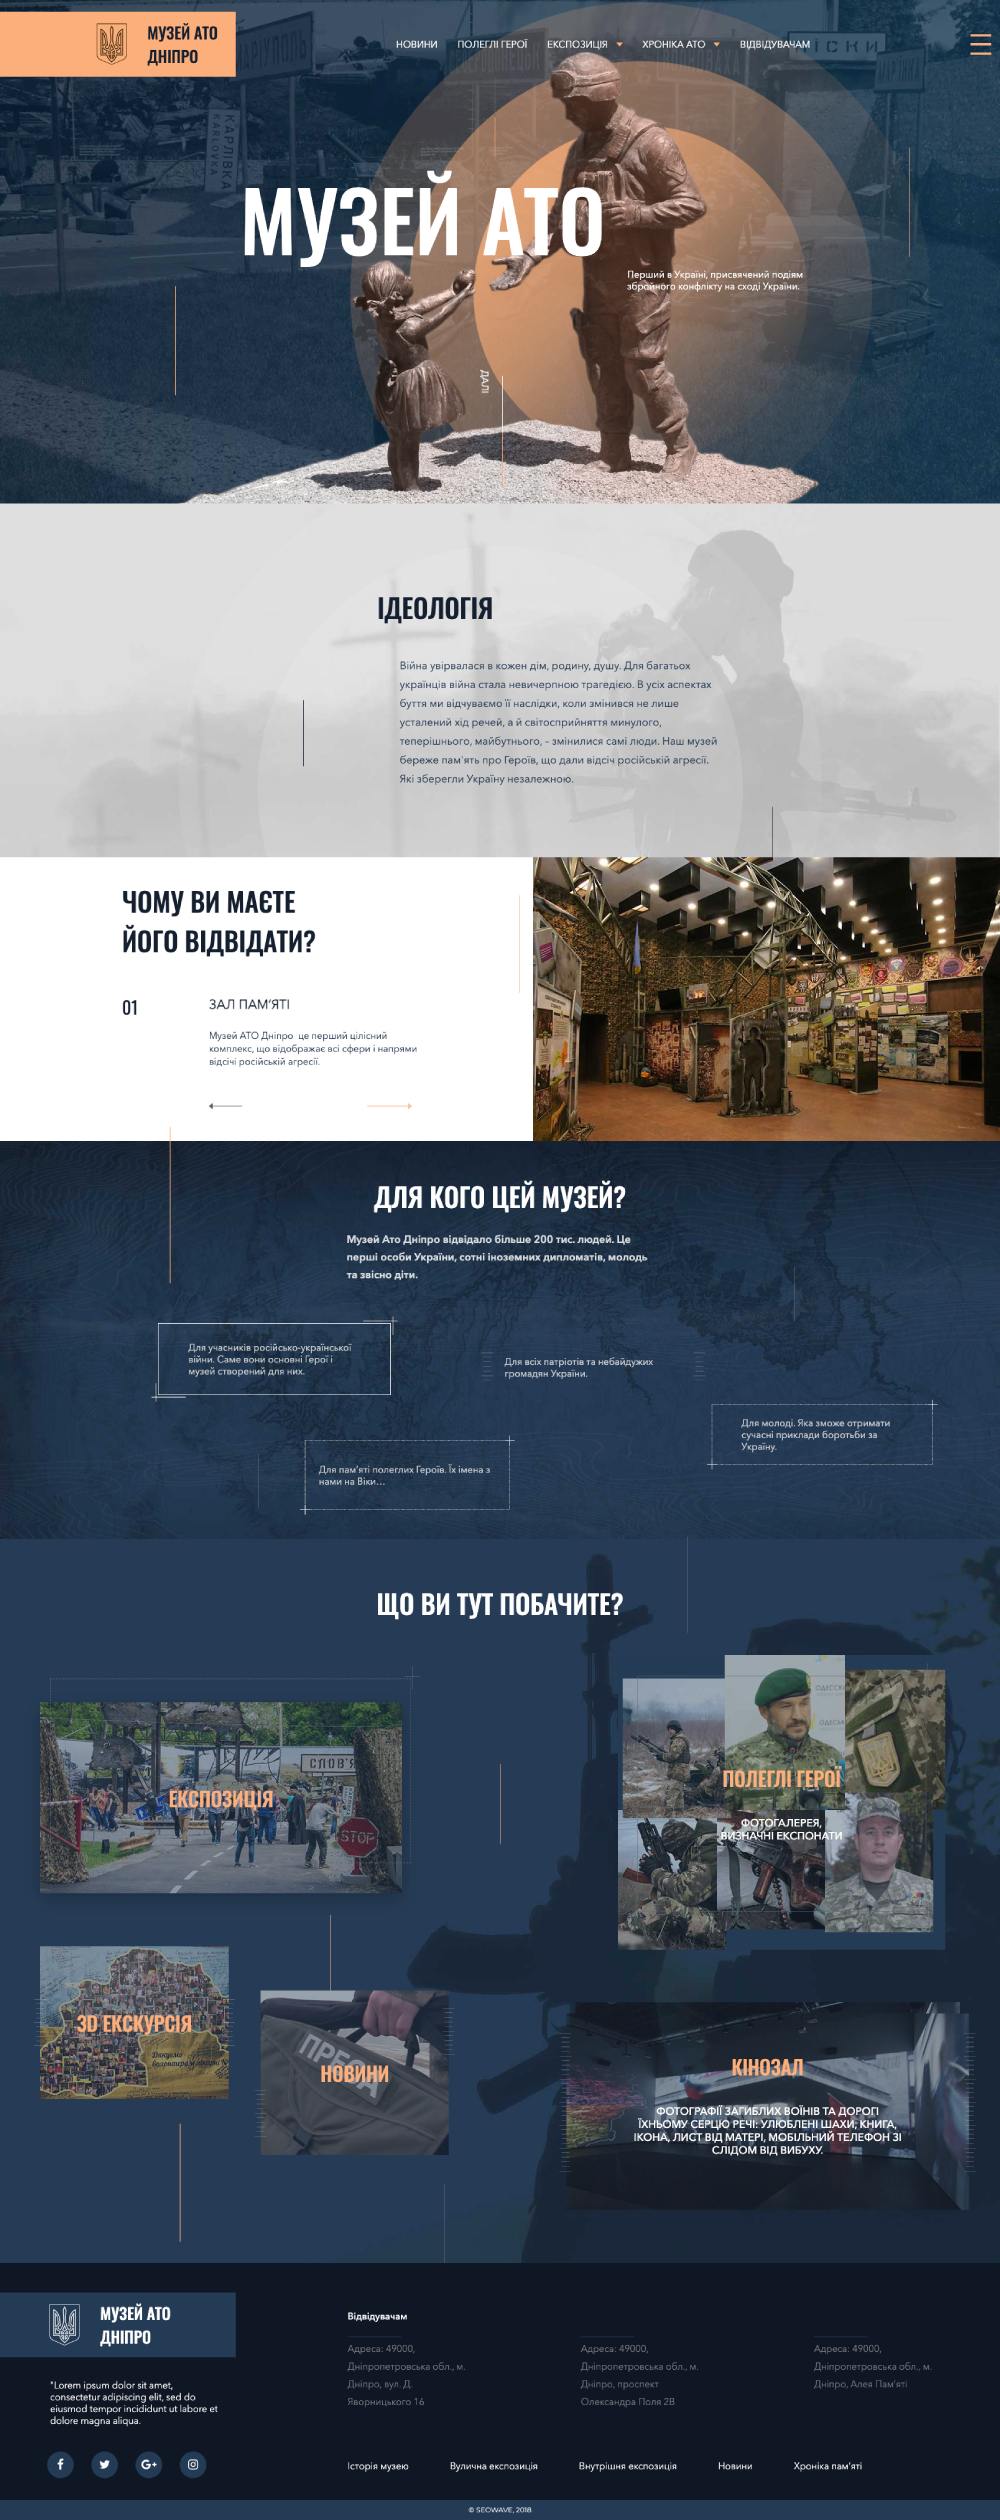 МУЗЕЙ АТО
ДНІПРО
НОВИНИ
ПОЛЕГЛІ ГЕРОЇ
ЕКСПОЗИЦІЯ
ХРОНІКА АТО
ВІДВІДУВАЧАМ
ІСКИ
КАРЛІВКА
KARLOVKA
МУЗЕЙ АТО
Перший в Україні, присвячений подіям
збройного конфлікту на сході України.
ДАЛІ
ІДЕОЛОГІЯ
Війна увірвалася в кожен дім, родину, душу. Для багатьох
українців війна стала невичерпною трагедією. В усіх аспектах
буття ми відчуваємо її наслідки, коли змінився не лише
усталений хід речей, а й світосприйняття минулого,
теперішнього, майбутнього, – змінилися самі люди. Наш музей
береже пам'ять про Героїв, що дали відсіч російській агресії.
Які зберегли Україну незалежною.
ЧОМУ ВИ МАЄТЕ
ЙОГО ВІДВІДАТИ?
01
ЗАЛ ПАМ'ЯТІ
Музей АТО Дніпро це перший цілісний
комплекс, що відображає всі сфери і напрями
відсічі російській агресії.
ДЛЯ КОГО ЦЕЙ МУЗЕЙ?
Музей Ато Дніпро відвідало більше 200 тис. людей. Це
перші особи України, сотні іноземних дипломатів, молодь
та звісно діти.
Для учасників російсько-української
війни. Саме вони основні Герої і
музей створений для них.
Для всіх патріотів та небайдужих
громадян України.
Для молоді. Яка зможе отримати
сучасні приклади боротьби за
Україну.
Для пам'яті полеглих Героїв. Їх імена з
нами на Віки...
ЩО ВИ ТУТ ПОБАЧИТЕ?
СЛОВ'Я
ЕКСПОЗИЦІЯ
STOP
ПОЛЕГЛІ ГЕРОЇ
ФОТОГАЛЕРЕЯ,
ВИЗНАЧНІ ЕКСПОНАТИ
3D ЕКСКУРСІЯ
ПРЕСА
НОВИНИ
КІНОЗАЛ
ФОТОГРАФІЇ ЗАГИБЛИХ ВОЇНІВ ТА ДОРОГІ
ЇХНЬОМУ СЕРЦЮ РЕЧІ: УЛЮБЛЕНІ ШАХИ, КНИГА,
ІКОНА, ЛИСТ ВІД МАТЕРІ, МОБІЛЬНИЙ ТЕЛЕФОН ЗІ
СЛІДОМ ВІД ВИБУХУ.
МУЗЕЙ АТО
ДНІПРО
"Lorem ipsum dolor sit amet,
consectetur adipiscing elit, sed do
eiusmod tempor incididunt ut labore et
dolore magna aliqua.
Відвідувачам
Адреса: 49000,
Дніпропетровська обл., м.
Дніпро, вул. Д.
Яворницького 16
Адреса: 49000,
Дніпропетровська обл., м.
Дніпро, проспект
Олександра Поля 2В
Адреса: 49000,
Дніпропетровська обл., м.
Дніпро, Алея Пам'яті
Історія музею
Вулична експозиція
Внутрішня експозиція
Новини
Хроніка пам'яті
© SEOWAVE, 2018